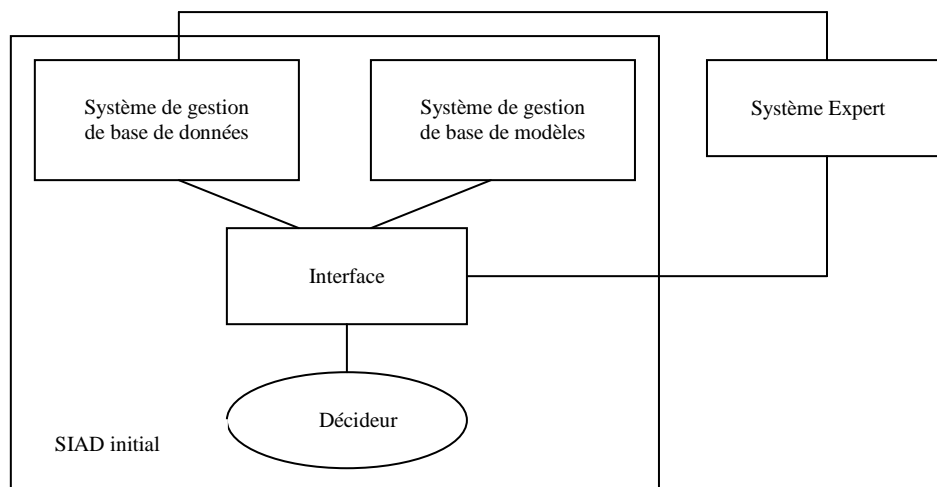 Système de gestion
de base de données
Système de gestion
de base de modèles
Système Expert
Interface
Décideur
SIAD initial